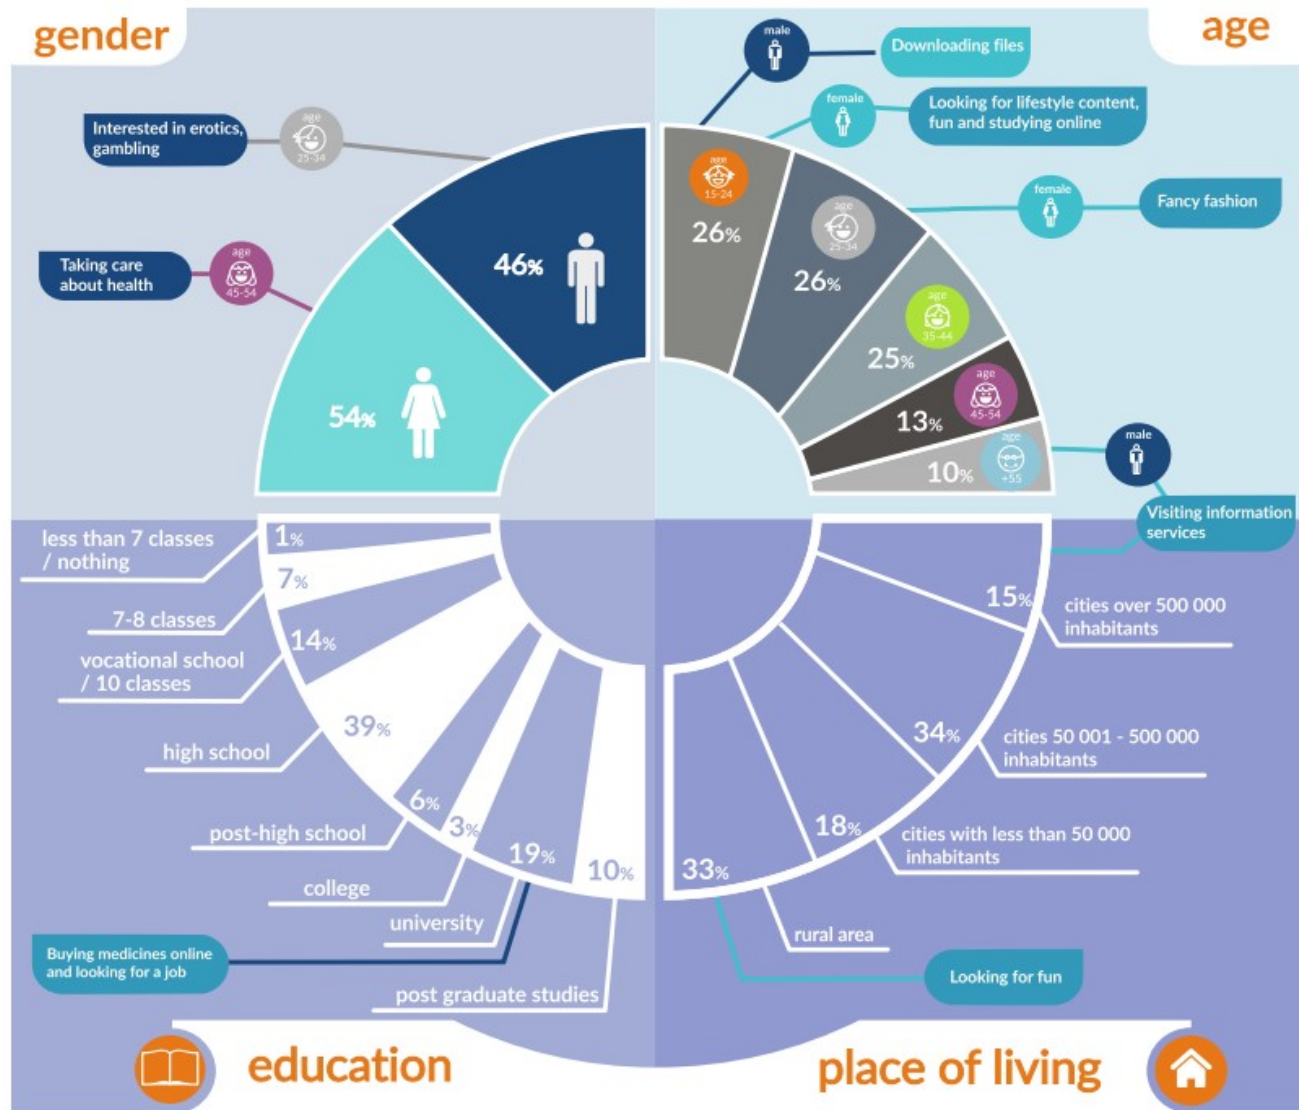 gender
age
male
Downloading files
female
Looking for lifestyle content,
fun and studying online
Interested in erotics,
gambling
age
25-34
age
15-24
26%
age
25-34
26%
female
Fancy fashion
Taking care
about health
age
45-54
46%
54%
age
35-44
25%
age
45-54
13%
age
+55
10%
male
Visiting information
services
less than 7 classes
/ nothing
1%
7-8 classes
7%
vocational school
/ 10 classes
14%
high school
39%
post-high school
6%
college
3%
university
19%
post graduate studies
10%
Buying medicines online
and looking for a job
15%
cities over 500 000
inhabitants
34%
cities 50 001 - 500 000
inhabitants
18%
cities with less than 50 000
inhabitants
33%
rural area
Looking for fun
education
place of living